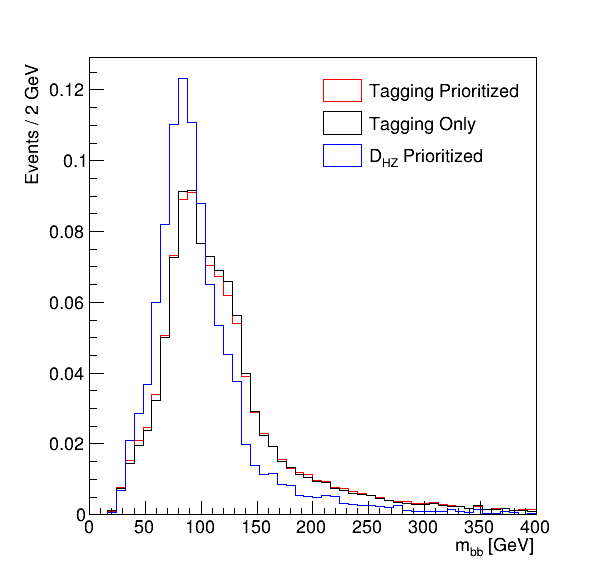 Events / 2 GeV
0.12
0.1
0.08
0.06
0.04
0.02
0
Tagging Prioritized
Tagging Only
D_HZ Prioritized
0 50 100 150 200 250 300 350 400
m_bb [GeV]